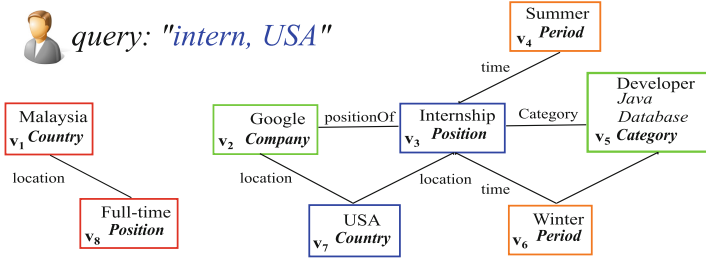 query: "intern, USA"
Summer
v4 Period
time
Malaysia
v1 Country
location
Full-time
v8 Position
Google
v2 Company
positionOf
Internship
v3 Position
Category
Developer
Java
Database
v5 Category
location
location
time
USA
v7 Country
Winter
v6 Period